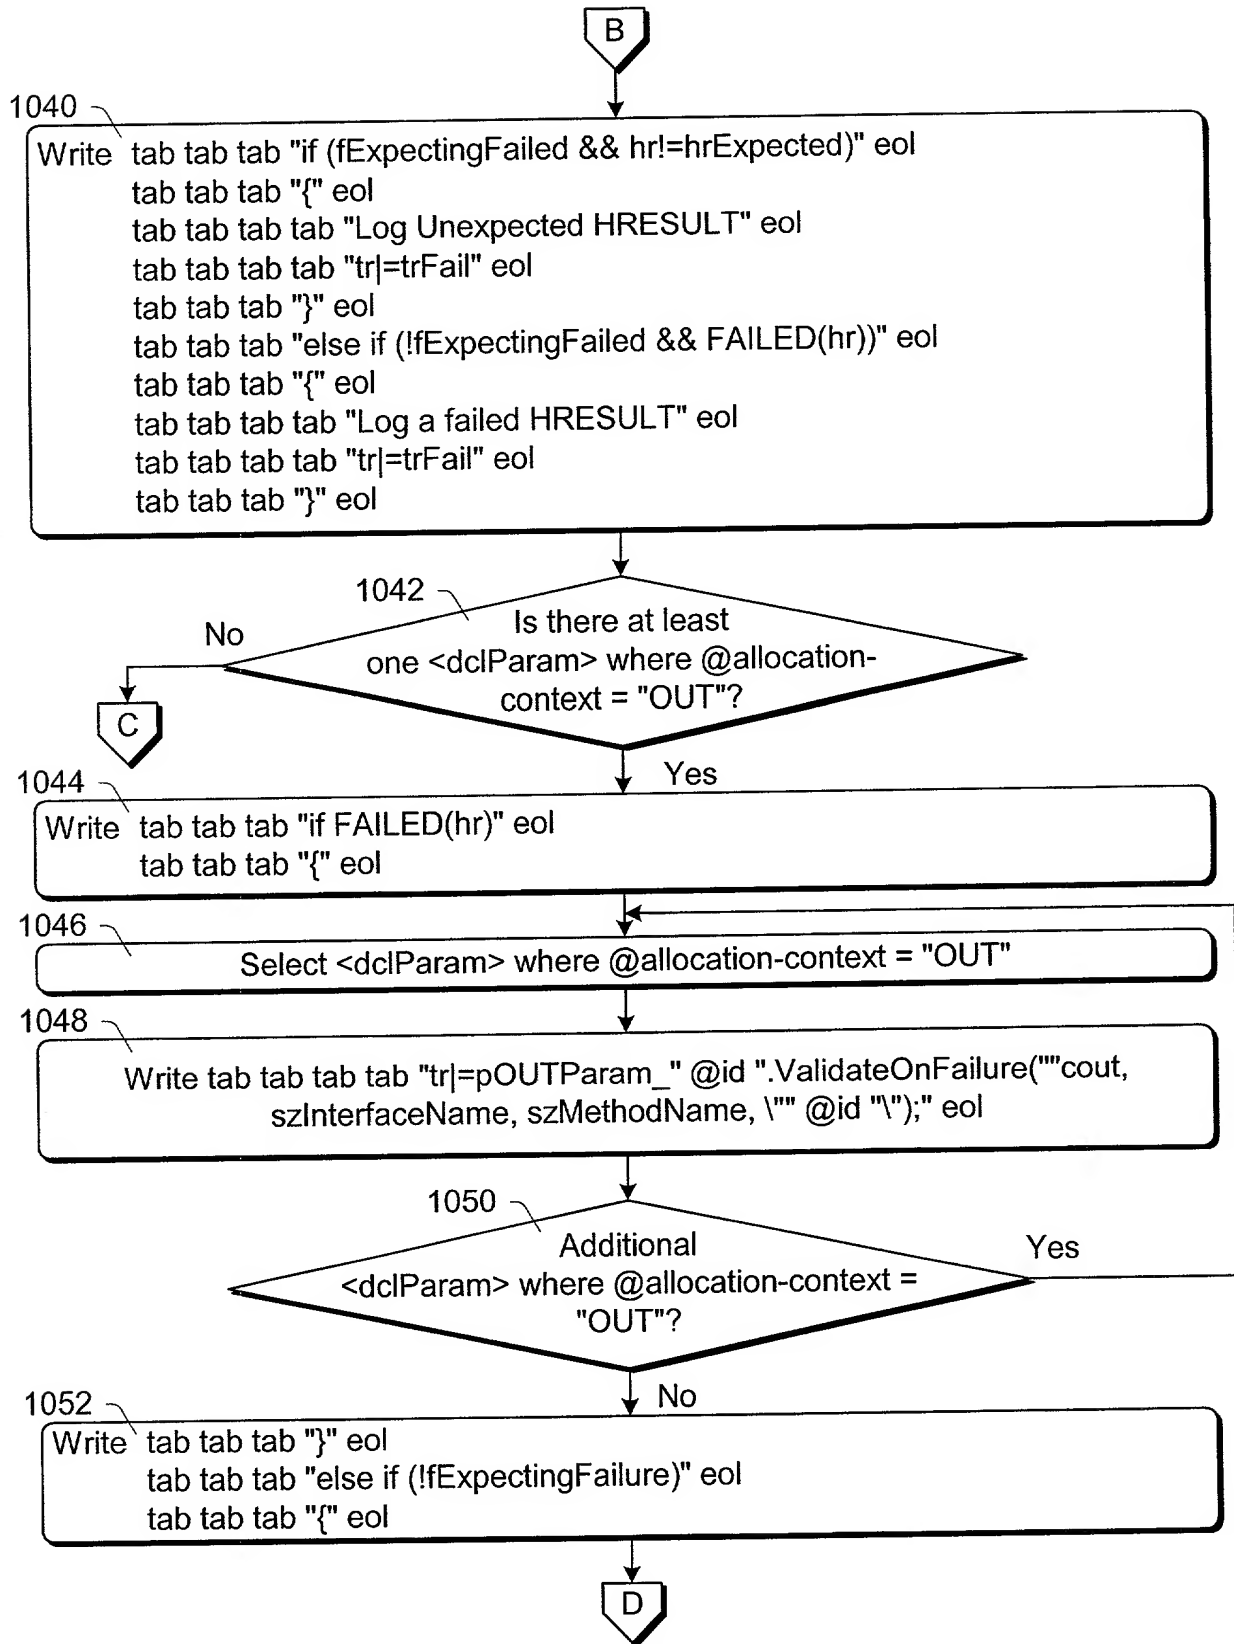 B
1040
Write tab tab tab "if (fExpectingFailed && hr!=hrExpected)" eol
tab tab tab "{" eol
tab tab tab tab "Log Unexpected HRESULT" eol
tab tab tab tab "tr|=trFail" eol
tab tab tab "}" eol
tab tab tab "else if (!fExpectingFailed && FAILED(hr))" eol
tab tab tab "{" eol
tab tab tab tab "Log a failed HRESULT" eol
tab tab tab tab "tr|=trFail" eol
tab tab tab "}" eol
1042
Is there at least
one <dclParam> where @allocation-
context = "OUT"?
No
C
Yes
1044
Write tab tab tab "if FAILED(hr)" eol
tab tab tab "{" eol
1046
Select <dclParam> where @allocation-context = "OUT"
1048
Write tab tab tab tab "tr|=pOUTParam_" @id ".ValidateOnFailure(""cout,
szInterfaceName, szMethodName, \"" @id "\");" eol
1050
Additional
<dclParam> where @allocation-context =
"OUT"?
Yes
No
1052
Write tab tab tab "}" eol
tab tab tab "else if (!fExpectingFailure)" eol
tab tab tab "{" eol
D